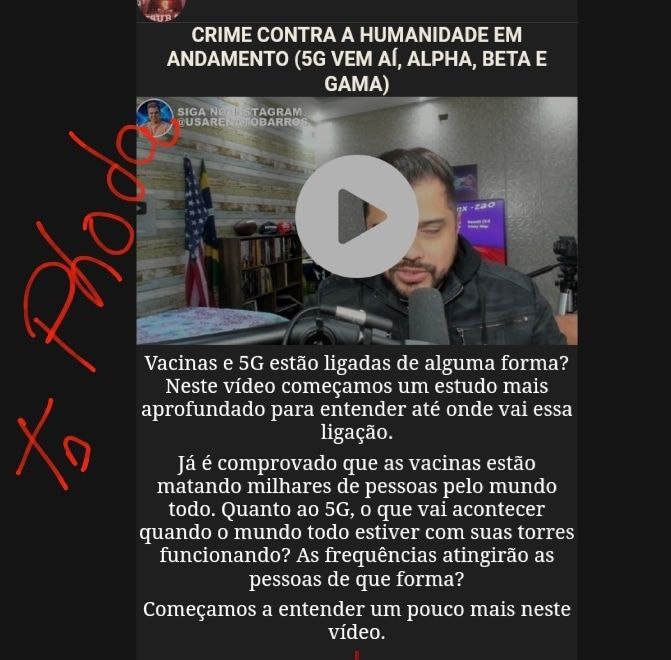 CRIME CONTRA A HUMANIDADE EM
ANDAMENTO (5G VEM AÍ, ALPHA, BETA E
GAMA)
SIGA NO INSTAGRAM
@USARENATOBARROS
To Phoda
Vacinas e 5G estão ligadas de alguma forma?
Neste vídeo começamos um estudo mais
aprofundado para entender até onde vai essa
ligação.
Já é comprovado que as vacinas estão
matando milhares de pessoas pelo mundo
todo. Quanto ao 5G, o que vai acontecer
quando o mundo todo estiver com suas torres
funcionando? As frequências atingirão as
pessoas de que forma?
Começamos a entender um pouco mais neste
vídeo.